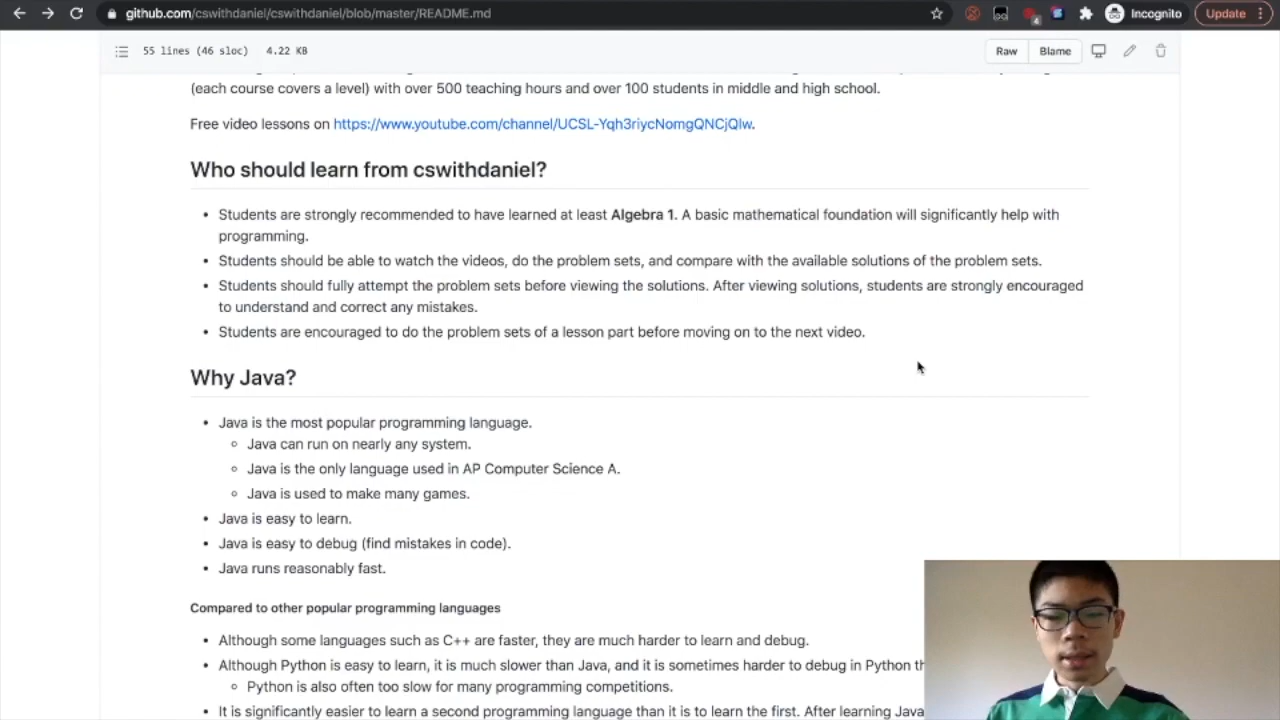 github.com/cswithdaniel/cswithdaniel/blob/master/README.md
Incognito
Update
55 lines (46 sloc)
4.22 KB
Raw
Blame
(each course covers a level) with over 500 teaching hours and over 100 students in middle and high school.
Free video lessons on https://www.youtube.com/channel/UCSL-Yqh3riycNomgQNCjQlw.
Who should learn from cswithdaniel?
Students are strongly recommended to have learned at least Algebra 1. A basic mathematical foundation will significantly help with
programming.
Students should be able to watch the videos, do the problem sets, and compare with the available solutions of the problem sets.
Students should fully attempt the problem sets before viewing the solutions. After viewing solutions, students are strongly encouraged
to understand and correct any mistakes.
Students are encouraged to do the problem sets of a lesson part before moving on to the next video.
Why Java?
Java is the most popular programming language.
Java can run on nearly any system.
Java is the only language used in AP Computer Science A.
Java is used to make many games.
Java is easy to learn.
Java is easy to debug (find mistakes in code).
Java runs reasonably fast.
Compared to other popular programming languages
Although some languages such as C++ are faster, they are much harder to learn and debug.
Although Python is easy to learn, it is much slower than Java, and it is sometimes harder to debug in Python th
Python is also often too slow for many programming competitions.
It is significantly easier to learn a second programming language than it is to learn the first. After learning Java